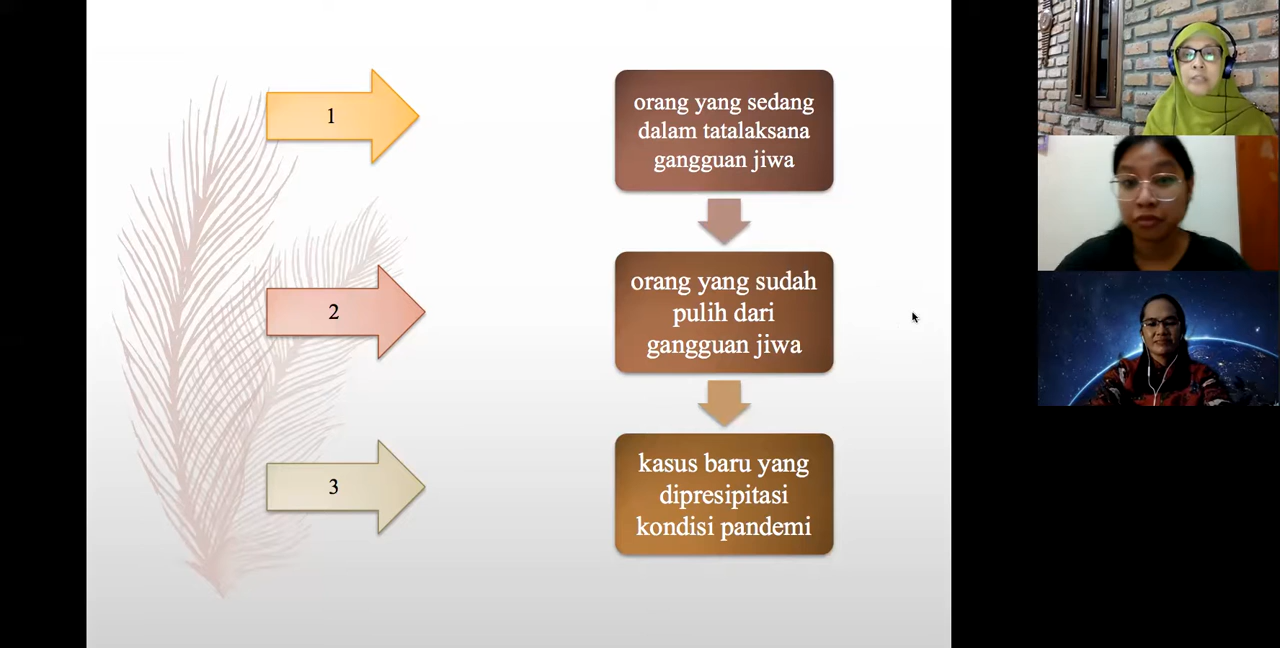 1
orang yang sedang
dalam tatalaksana
gangguan jiwa
2
orang yang sudah
pulih dari
gangguan jiwa
3
kasus baru yang
dipresipitasi
kondisi pandemi